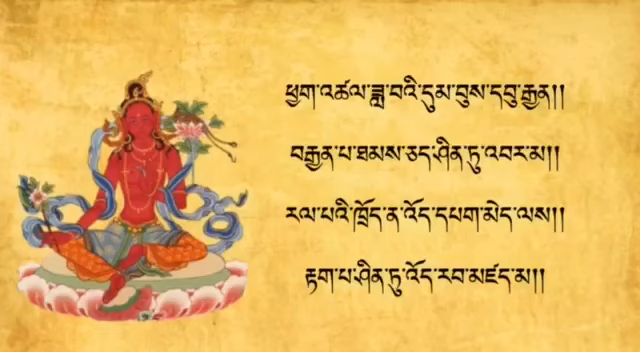 ཕྱག་འཚལ་ཟླ་བའི་དུམ་བུས་དབུ་རྒྱན།།
བརྒྱན་པ་ཐམས་ཅད་ཤིན་ཏུ་འབར་མ།།
རལ་པའི་ཁྲོད་ན་འོད་དཔག་མེད་ལས།།
རྟག་པ་ཤིན་ཏུ་འོད་རབ་མཛད་མ།།